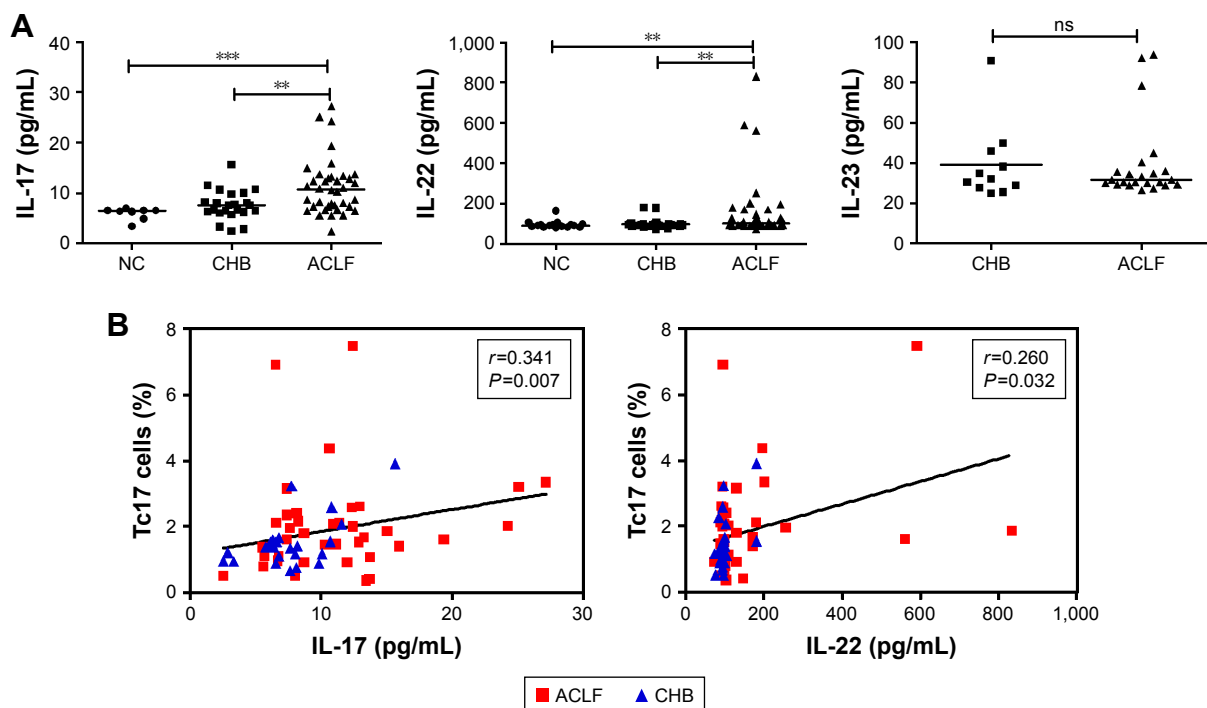 A
IL-17 (pg/mL)
40
30
20
10
0
***
**
NC
CHB
ACLF
IL-22 (pg/mL)
1,000
800
600
400
200
0
**
**
NC
CHB
ACLF
IL-23 (pg/mL)
100
80
60
40
20
0
ns
CHB
ACLF
B
Tc17 cells (%)
8
6
4
2
0
r=0.341
P=0.007
0
10
20
30
IL-17 (pg/mL)
Tc17 cells (%)
8
6
4
2
0
r=0.260
P=0.032
0
200
400
600
800
1,000
IL-22 (pg/mL)
ACLF
CHB